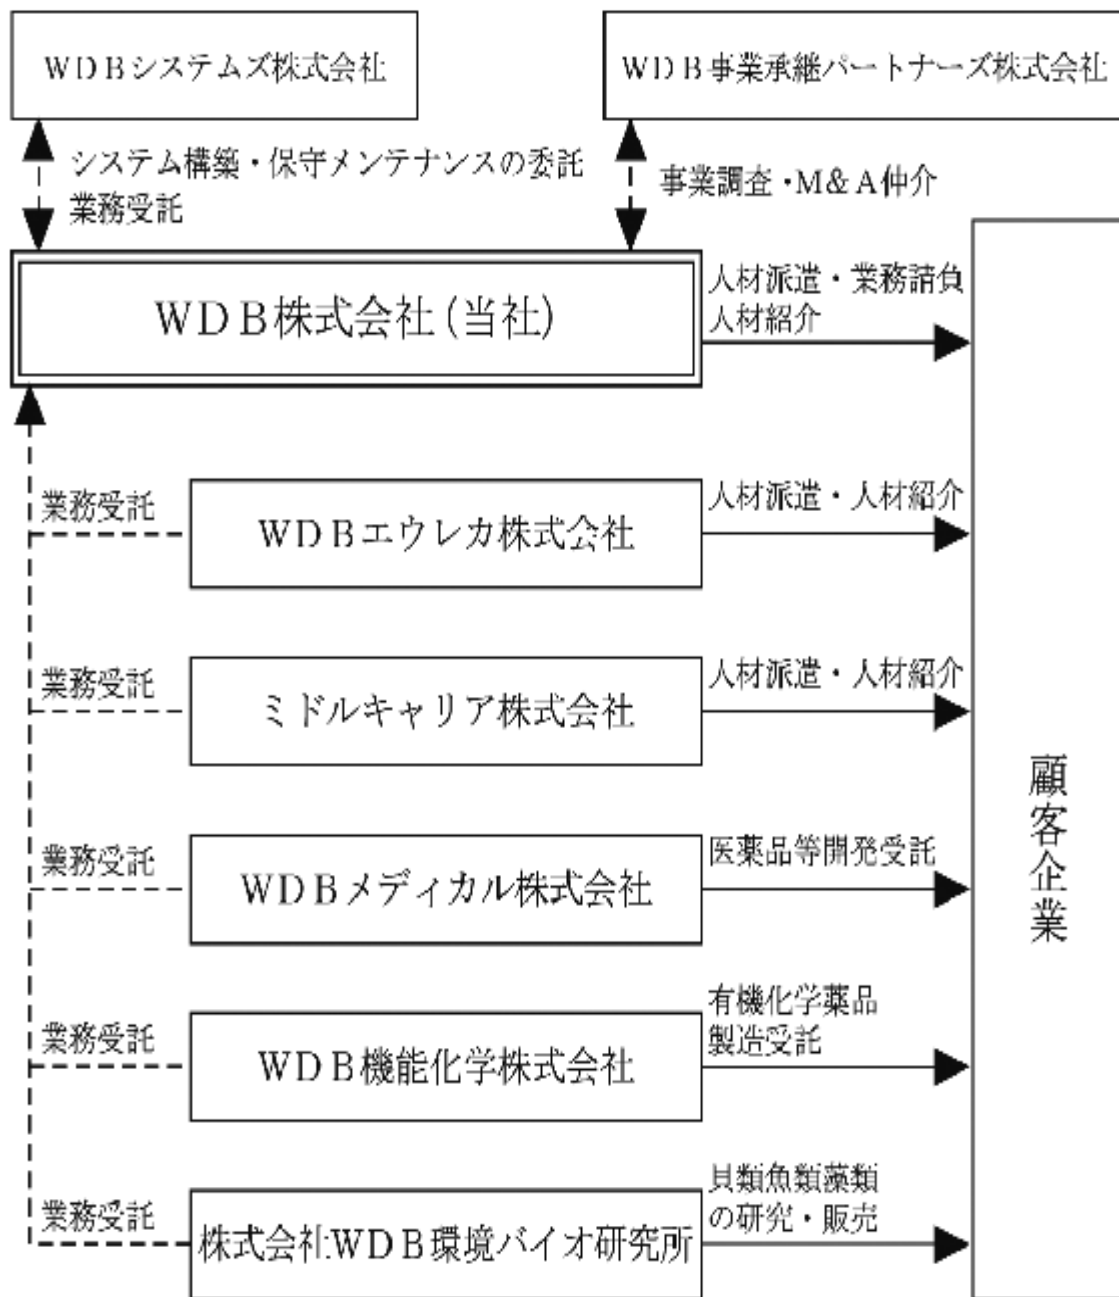 WDBシステムズ株式会社
WDB事業承継パートナーズ株式会社
システム構築・保守メンテナンスの委託
業務受託
事業調査・M&A仲介
WDB株式会社(当社)
人材派遣・業務請負
人材紹介
業務受託
WDBエウレカ株式会社
人材派遣・人材紹介
業務受託
ミドルキャリア株式会社
人材派遣・人材紹介
業務受託
WDBメディカル株式会社
医薬品等開発受託
業務受託
WDB機能化学株式会社
有機化学薬品
製造受託
業務受託
株式会社WDB環境バイオ研究所
貝類魚類藻類
の研究・販売
顧客企業